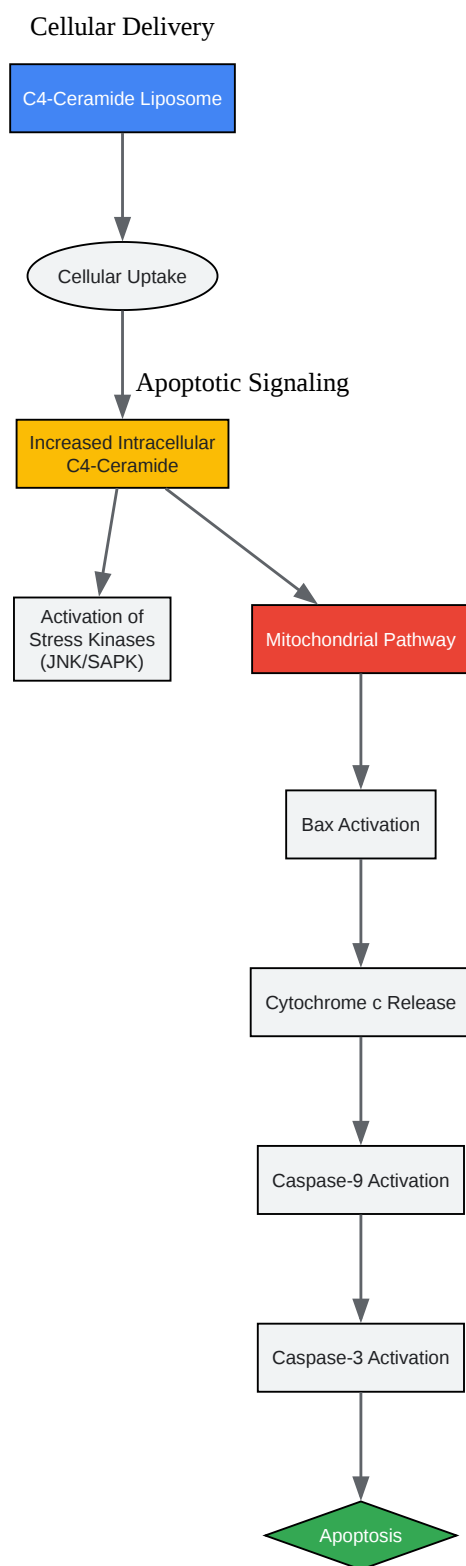 Cellular Delivery
C4-Ceramide Liposome
Cellular Uptake
Apoptotic Signaling
Increased Intracellular
C4-Ceramide
Activation of
Stress Kinases
(JNK/SAPK)
Mitochondrial Pathway
Bax Activation
Cytochrome c Release
Caspase-9 Activation
Caspase-3 Activation
Apoptosis